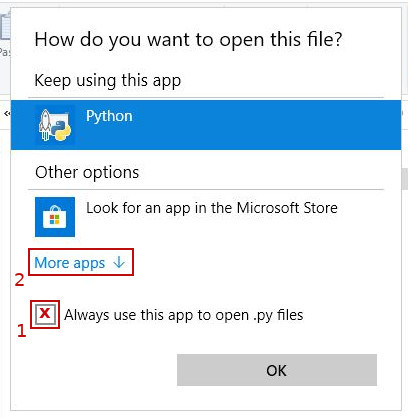 How do you want to open this file?
Keep using this app
Python
Other options
Look for an app in the Microsoft Store
2 More apps ↓
1 X Always use this app to open .py files
OK